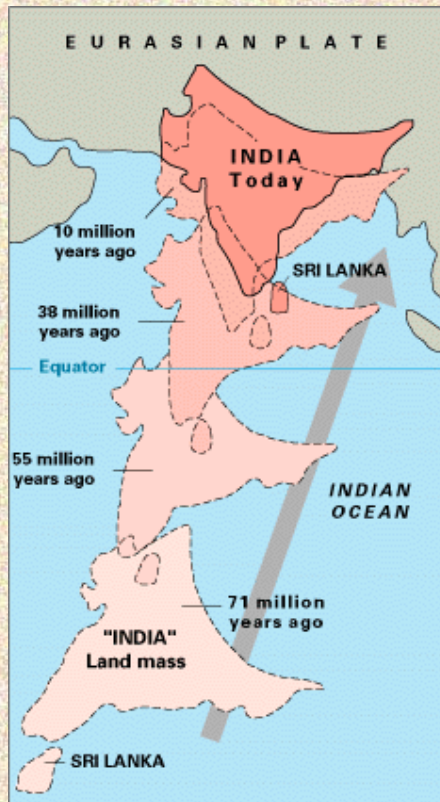 EURASIAN PLATE
INDIA
Today
10 million
years ago
SRI LANKA
38 million
years ago
Equator
55 million
years ago
INDIAN
OCEAN
71 million
years ago
"INDIA"
Land mass
SRI LANKA